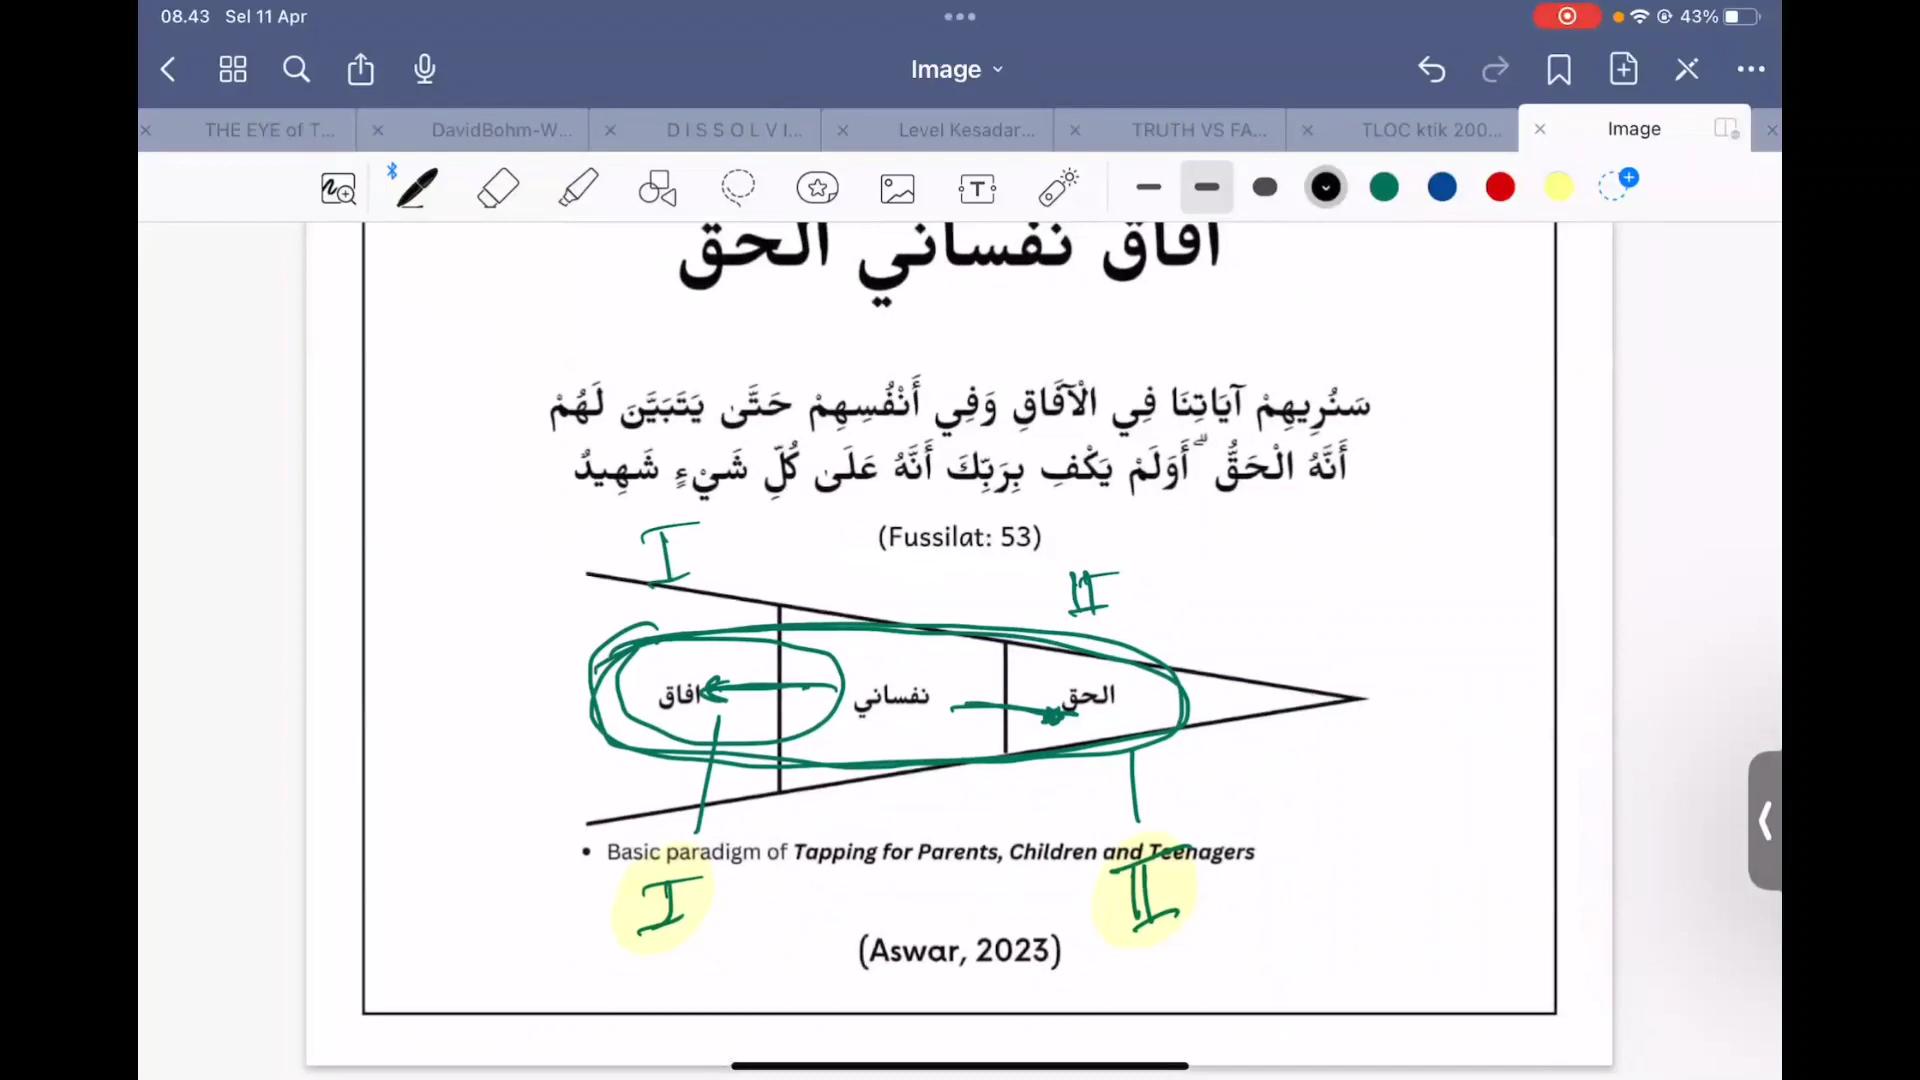 08.43 Sel 11 Apr
43%
Image
THE EYE of T...
DavidBohm-W...
D I S S O L V I...
Level Kesadar...
TRUTH VS FA...
TLOC ktik 200...
Image
افاق نفساني الحق
سَنُرِيهِمْ آيَاتِنَا فِي الْآفَاقِ وَفِي أَنْفُسِهِمْ حَتَّىٰ يَتَبَيَّنَ لَهُمْ
أَنَّهُ الْحَقُّ ۗ أَوَلَمْ يَكْفِ بِرَبِّكَ أَنَّهُ عَلَىٰ كُلِّ شَيْءٍ شَهِيدٌ
(Fussilat: 53)
I
II
افاق
نفساني
الحق
• Basic paradigm of Tapping for Parents, Children and Teenagers
I
II
(Aswar, 2023)